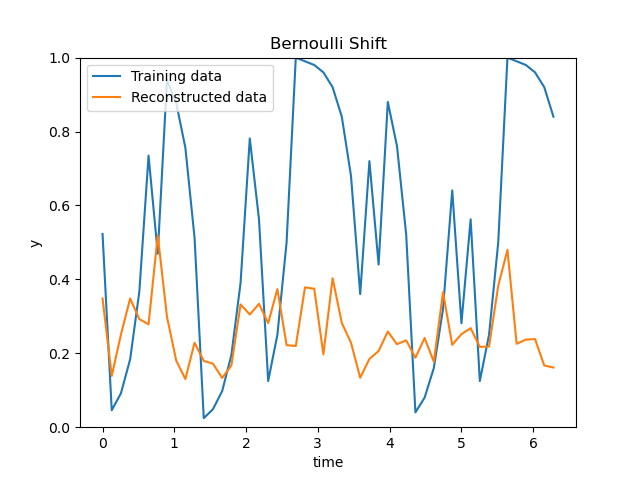 Bernoulli Shift
Training data
Reconstructed data
1.0
0.8
0.6
0.4
0.2
0.0
y
0 1 2 3 4 5 6
time